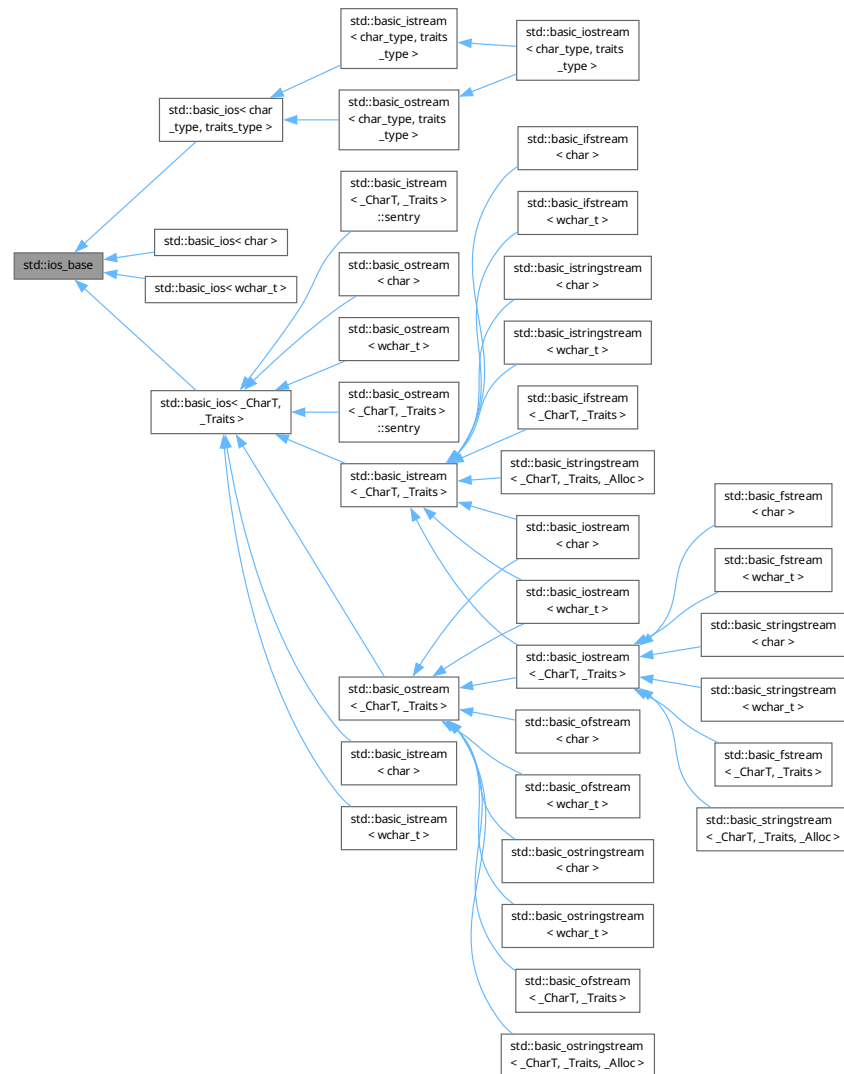 std::ios_base
std::basic_ios< char
_type, traits_type >
std::basic_ios< char >
std::basic_ios< wchar_t >
std::basic_ios< _CharT,
_Traits >
std::basic_istream
< char_type, traits
_type >
std::basic_ostream
< char_type, traits
_type >
std::basic_istream
< _CharT, _Traits >
::sentry
std::basic_ostream
< char >
std::basic_ostream
< wchar_t >
std::basic_ostream
< _CharT, _Traits >
::sentry
std::basic_istream
< _CharT, _Traits >
std::basic_ostream
< _CharT, _Traits >
std::basic_istream
< char >
std::basic_istream
< wchar_t >
std::basic_iostream
< char_type, traits
_type >
std::basic_ifstream
< char >
std::basic_ifstream
< wchar_t >
std::basic_istringstream
< char >
std::basic_istringstream
< wchar_t >
std::basic_ifstream
< _CharT, _Traits >
std::basic_istringstream
< _CharT, _Traits, _Alloc >
std::basic_iostream
< char >
std::basic_iostream
< wchar_t >
std::basic_iostream
< _CharT, _Traits >
std::basic_ofstream
< char >
std::basic_ofstream
< wchar_t >
std::basic_ostringstream
< char >
std::basic_ostringstream
< wchar_t >
std::basic_ofstream
< _CharT, _Traits >
std::basic_ostringstream
< _CharT, _Traits, _Alloc >
std::basic_fstream
< char >
std::basic_fstream
< wchar_t >
std::basic_stringstream
< char >
std::basic_stringstream
< wchar_t >
std::basic_fstream
< _CharT, _Traits >
std::basic_stringstream
< _CharT, _Traits, _Alloc >